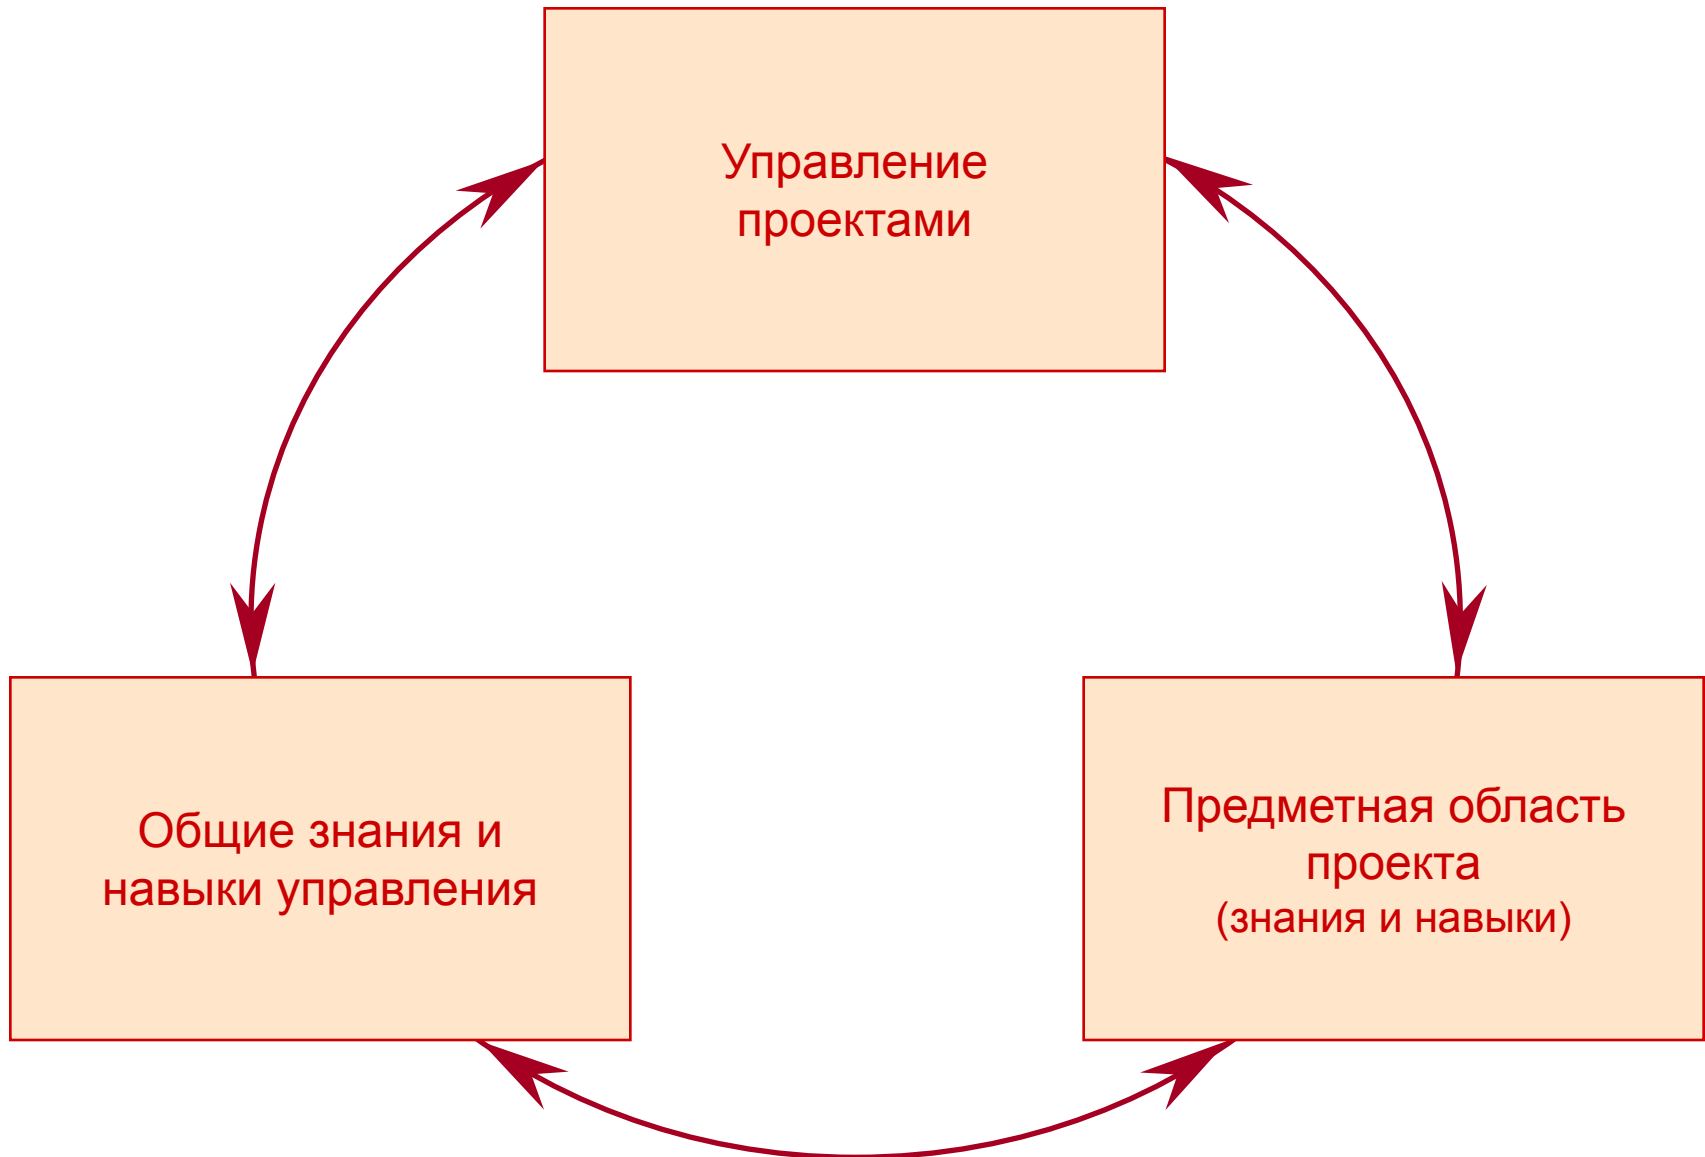 Управление
проектами
Общие знания и
навыки управления
Предметная область
проекта
(знания и навыки)